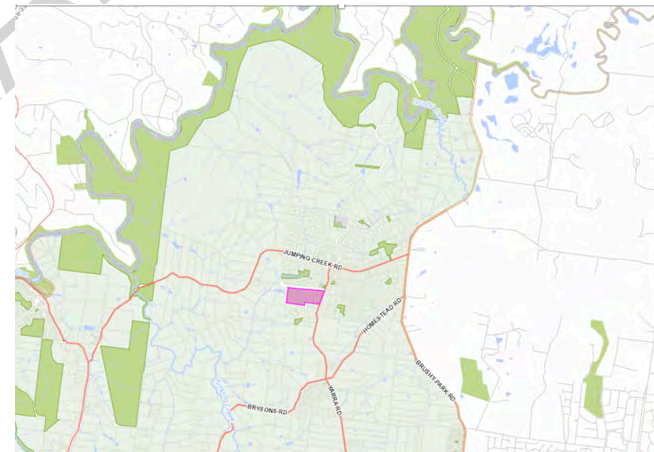 JUMPING CREEK RD
HOMESTEAD RD
BRUSHY PARK RD
YARRA RD
BRYSONS RD